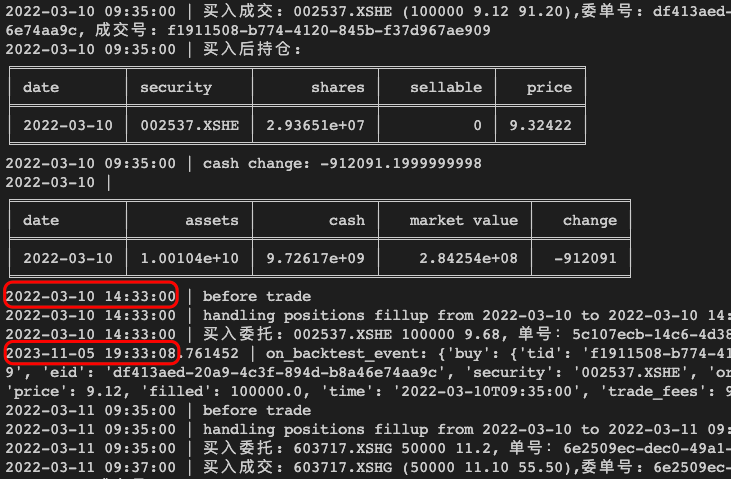 2022-03-10 09:35:00 | 买入成交: 002537.XSHE (100000 9.12 91.20),委单号: df413aed-
6e74aa9c, 成交号: f1911508-b774-4120-845b-f37d967ae909
2022-03-10 09:35:00 | 买入后持仓:
date security shares sellable price
2022-03-10 002537.XSHE 2.93651e+07 0 9.32422
2022-03-10 09:35:00 | cash change: -912091.1999999998
2022-03-10 |
date assets cash market value change
2022-03-10 1.00104e+10 9.72617e+09 2.84254e+08 -912091
2022-03-10 14:33:00 | before trade
2022-03-10 14:33:00 | handling positions fillup from 2022-03-10 to 2022-03-10 14:
2022-03-10 14:33:00 | 买入委托: 002537.XSHE 100000 9.68, 单号: 5c107ecb-14c6-4d38
2023-11-05 19:33:08.761452 | on_backtest_event: {'buy': {'tid': 'f1911508-b774-41
9', 'eid': 'df413aed-20a9-4c3f-894d-b8a46e74aa9c', 'security': '002537.XSHE', 'or
'price': 9.12, 'filled': 100000.0, 'time': '2022-03-10T09:35:00', 'trade_fees': 9
2022-03-11 09:35:00 | before trade
2022-03-11 09:35:00 | handling positions fillup from 2022-03-10 to 2022-03-11 09:
2022-03-11 09:35:00 | 买入委托: 603717.XSHG 50000 11.2, 单号: 6e2509ec-dec0-49a1-
2022-03-11 09:37:00 | 买入成交: 603717.XSHG (50000 11.10 55.50),委单号: 6e2509ec-